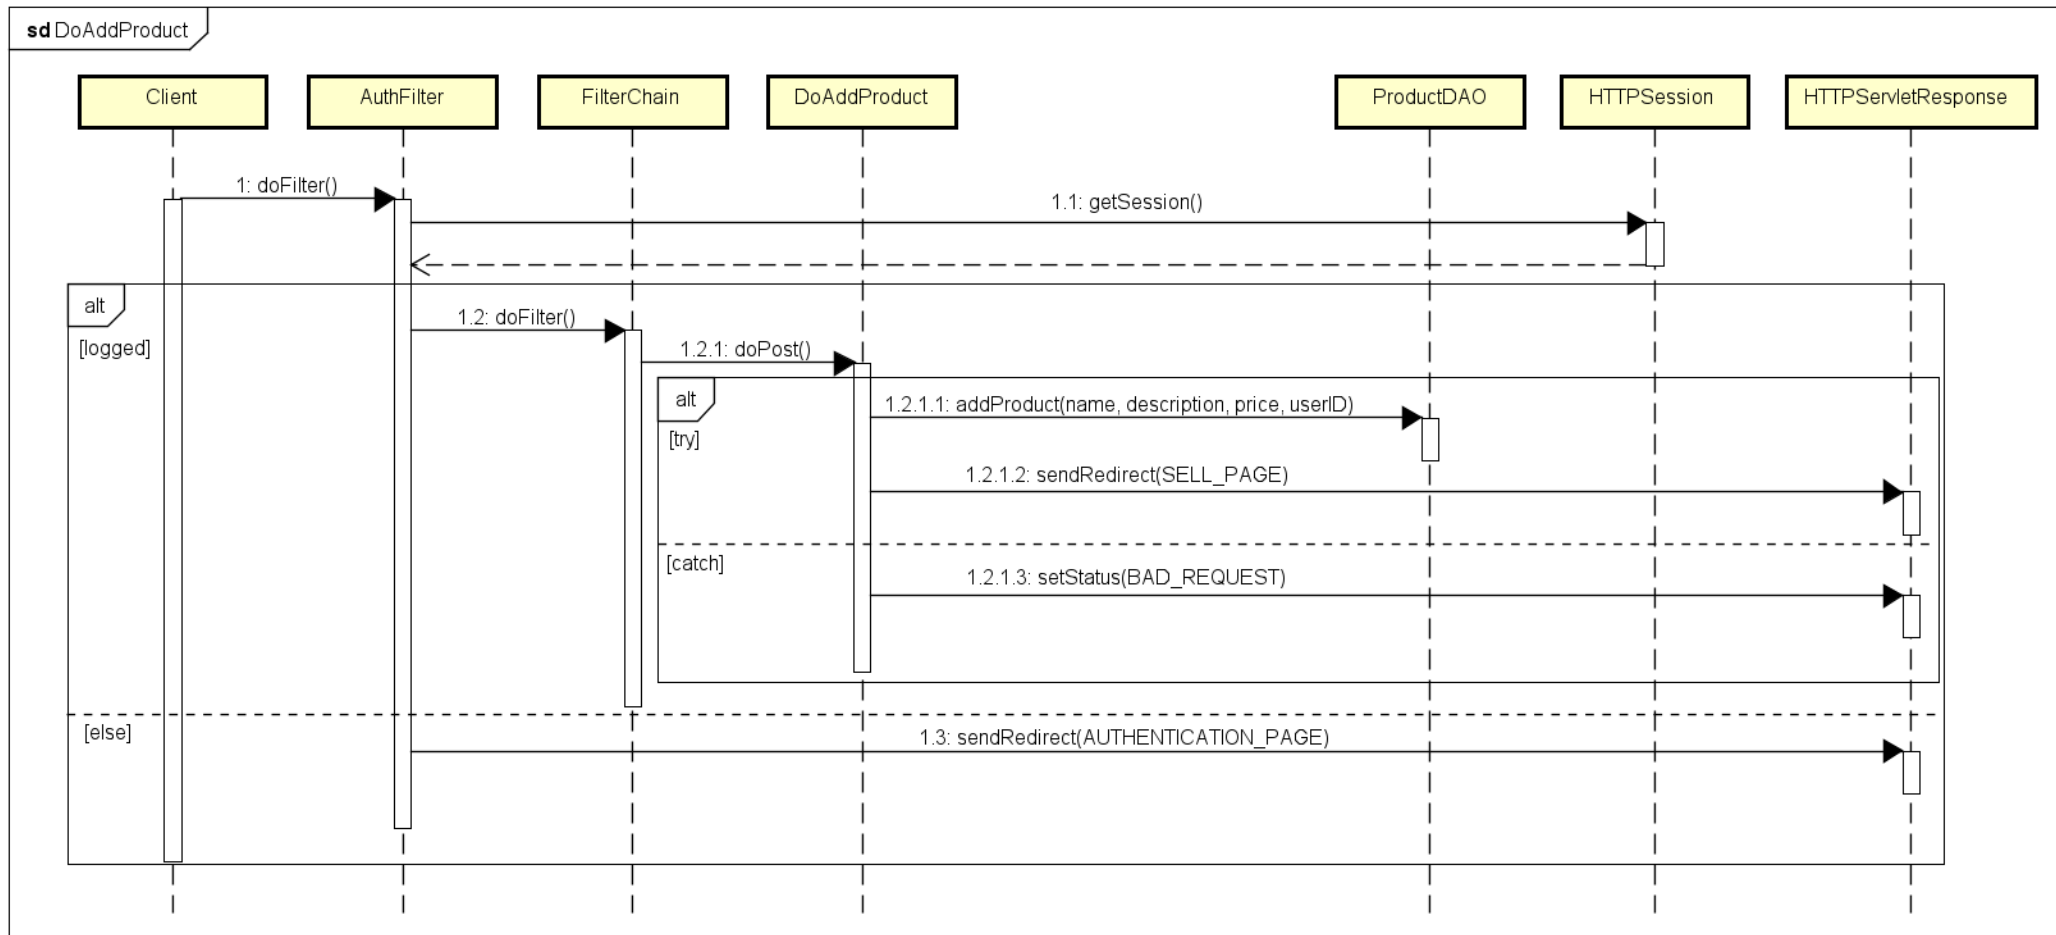 sd DoAddProduct
Client
AuthFilter
FilterChain
DoAddProduct
ProductDAO
HTTPSession
HTTPServletResponse
1: doFilter()
1.1: getSession()
alt
[logged]
1.2: doFilter()
1.2.1: doPost()
alt
[try]
1.2.1.1: addProduct(name, description, price, userID)
1.2.1.2: sendRedirect(SELL_PAGE)
[catch]
1.2.1.3: setStatus(BAD_REQUEST)
[else]
1.3: sendRedirect(AUTHENTICATION_PAGE)